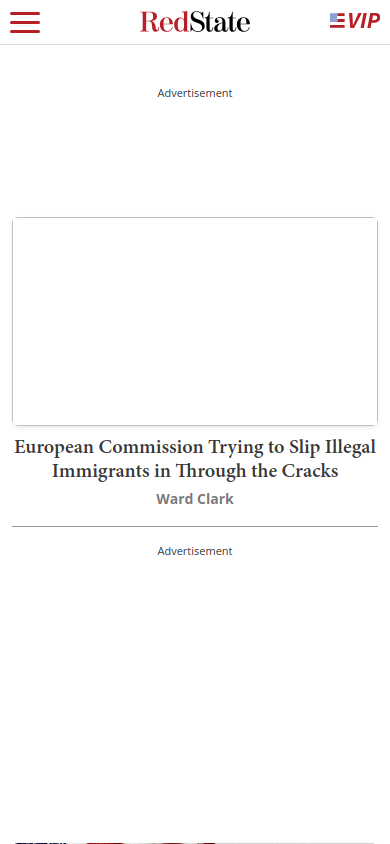 RedState
VIP
Advertisement
European Commission Trying to Slip Illegal
Immigrants in Through the Cracks
Ward Clark
Advertisement